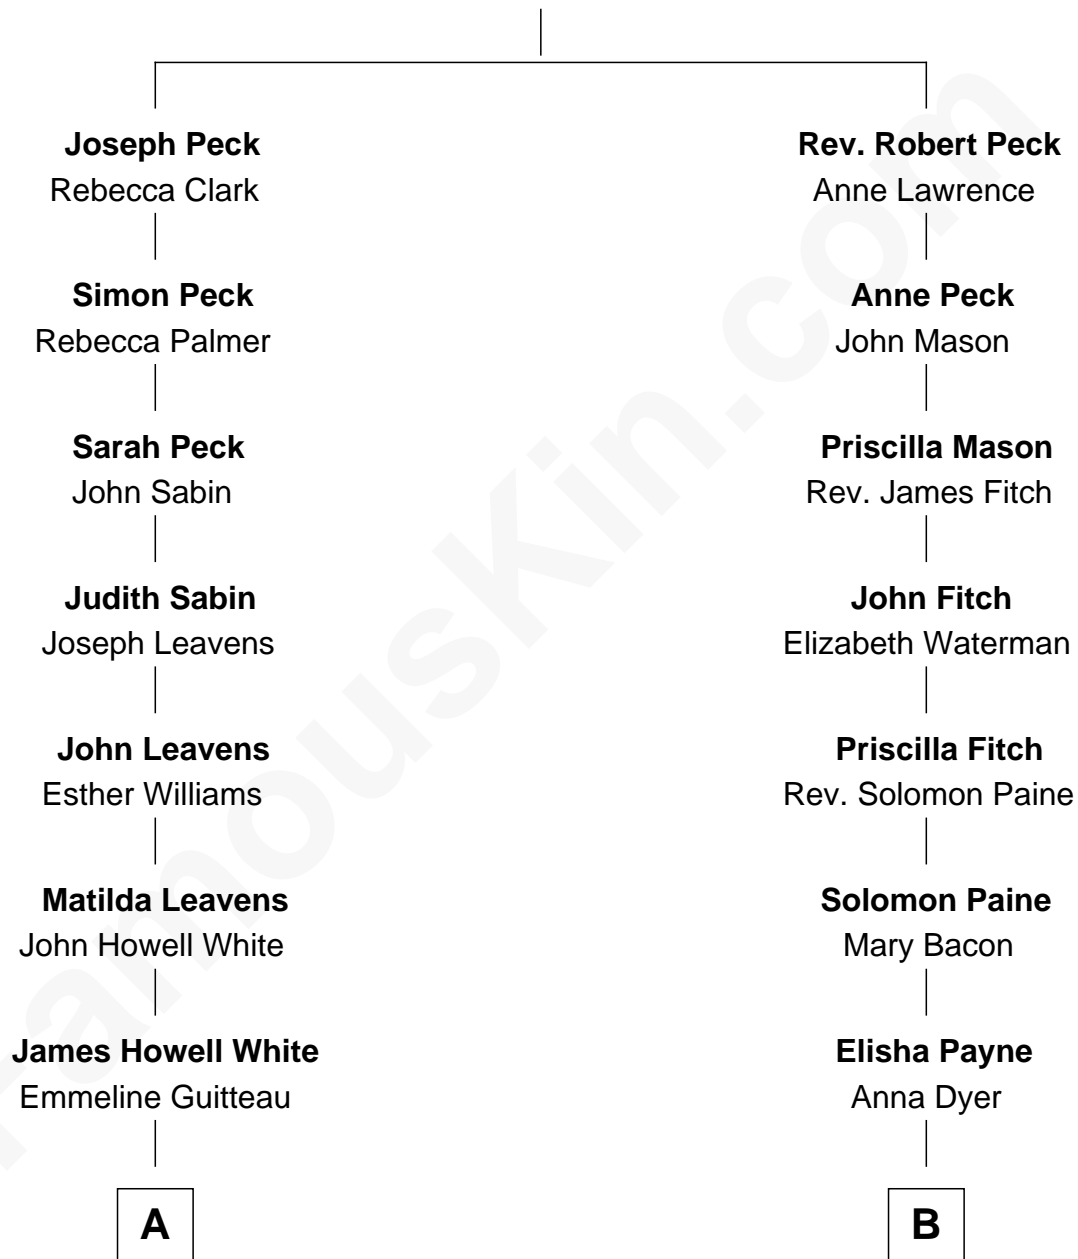 Joseph Peck
Rebecca Clark
Simon Peck
Rebecca Palmer
Sarah Peck
John Sabin
Judith Sabin
Joseph Leavens
John Leavens
Esther Williams
Matilda Leavens
John Howell White
James Howell White
Emmeline Guitteau
A
Rev. Robert Peck
Anne Lawrence
Anne Peck
John Mason
Priscilla Mason
Rev. James Fitch
John Fitch
Elizabeth Waterman
Priscilla Fitch
Rev. Solomon Paine
Solomon Paine
Mary Bacon
Elisha Payne
Anna Dyer
B
FamousKin.com